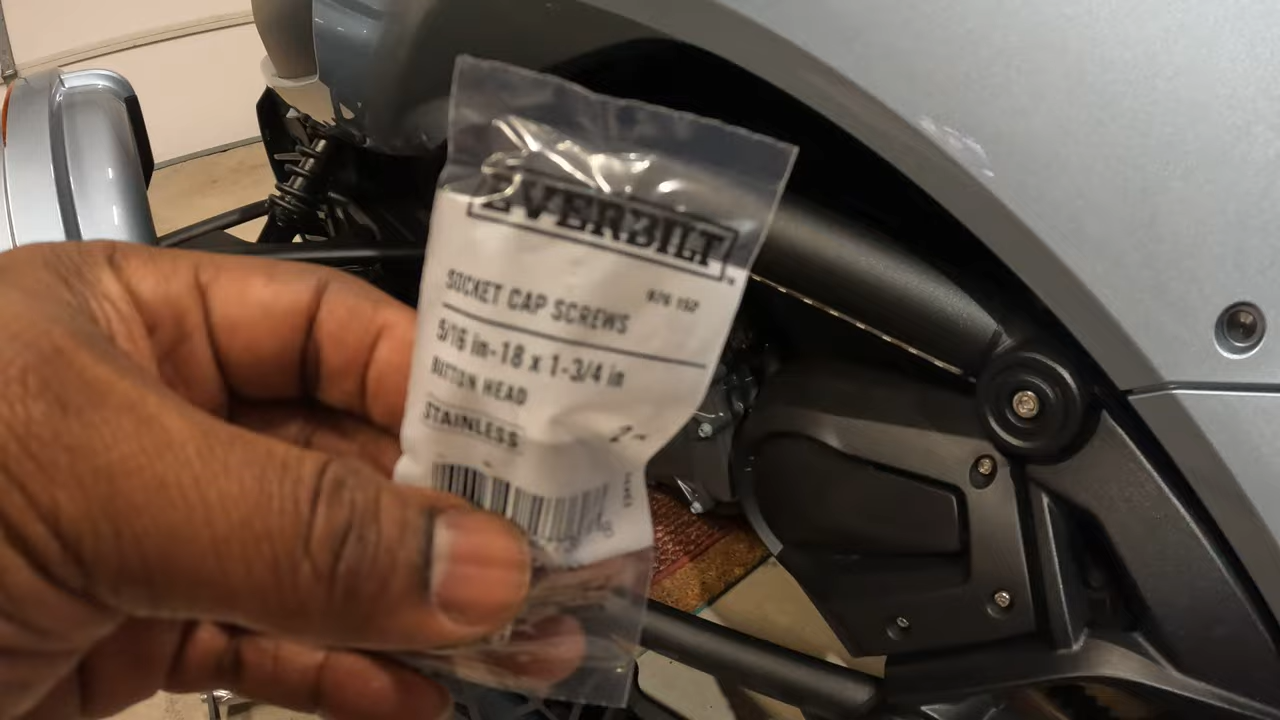 EVERBILT
SOCKET CAP SCREWS
5/16 in-18 x 1-3/4 in
BUTTON HEAD
STAINLESS